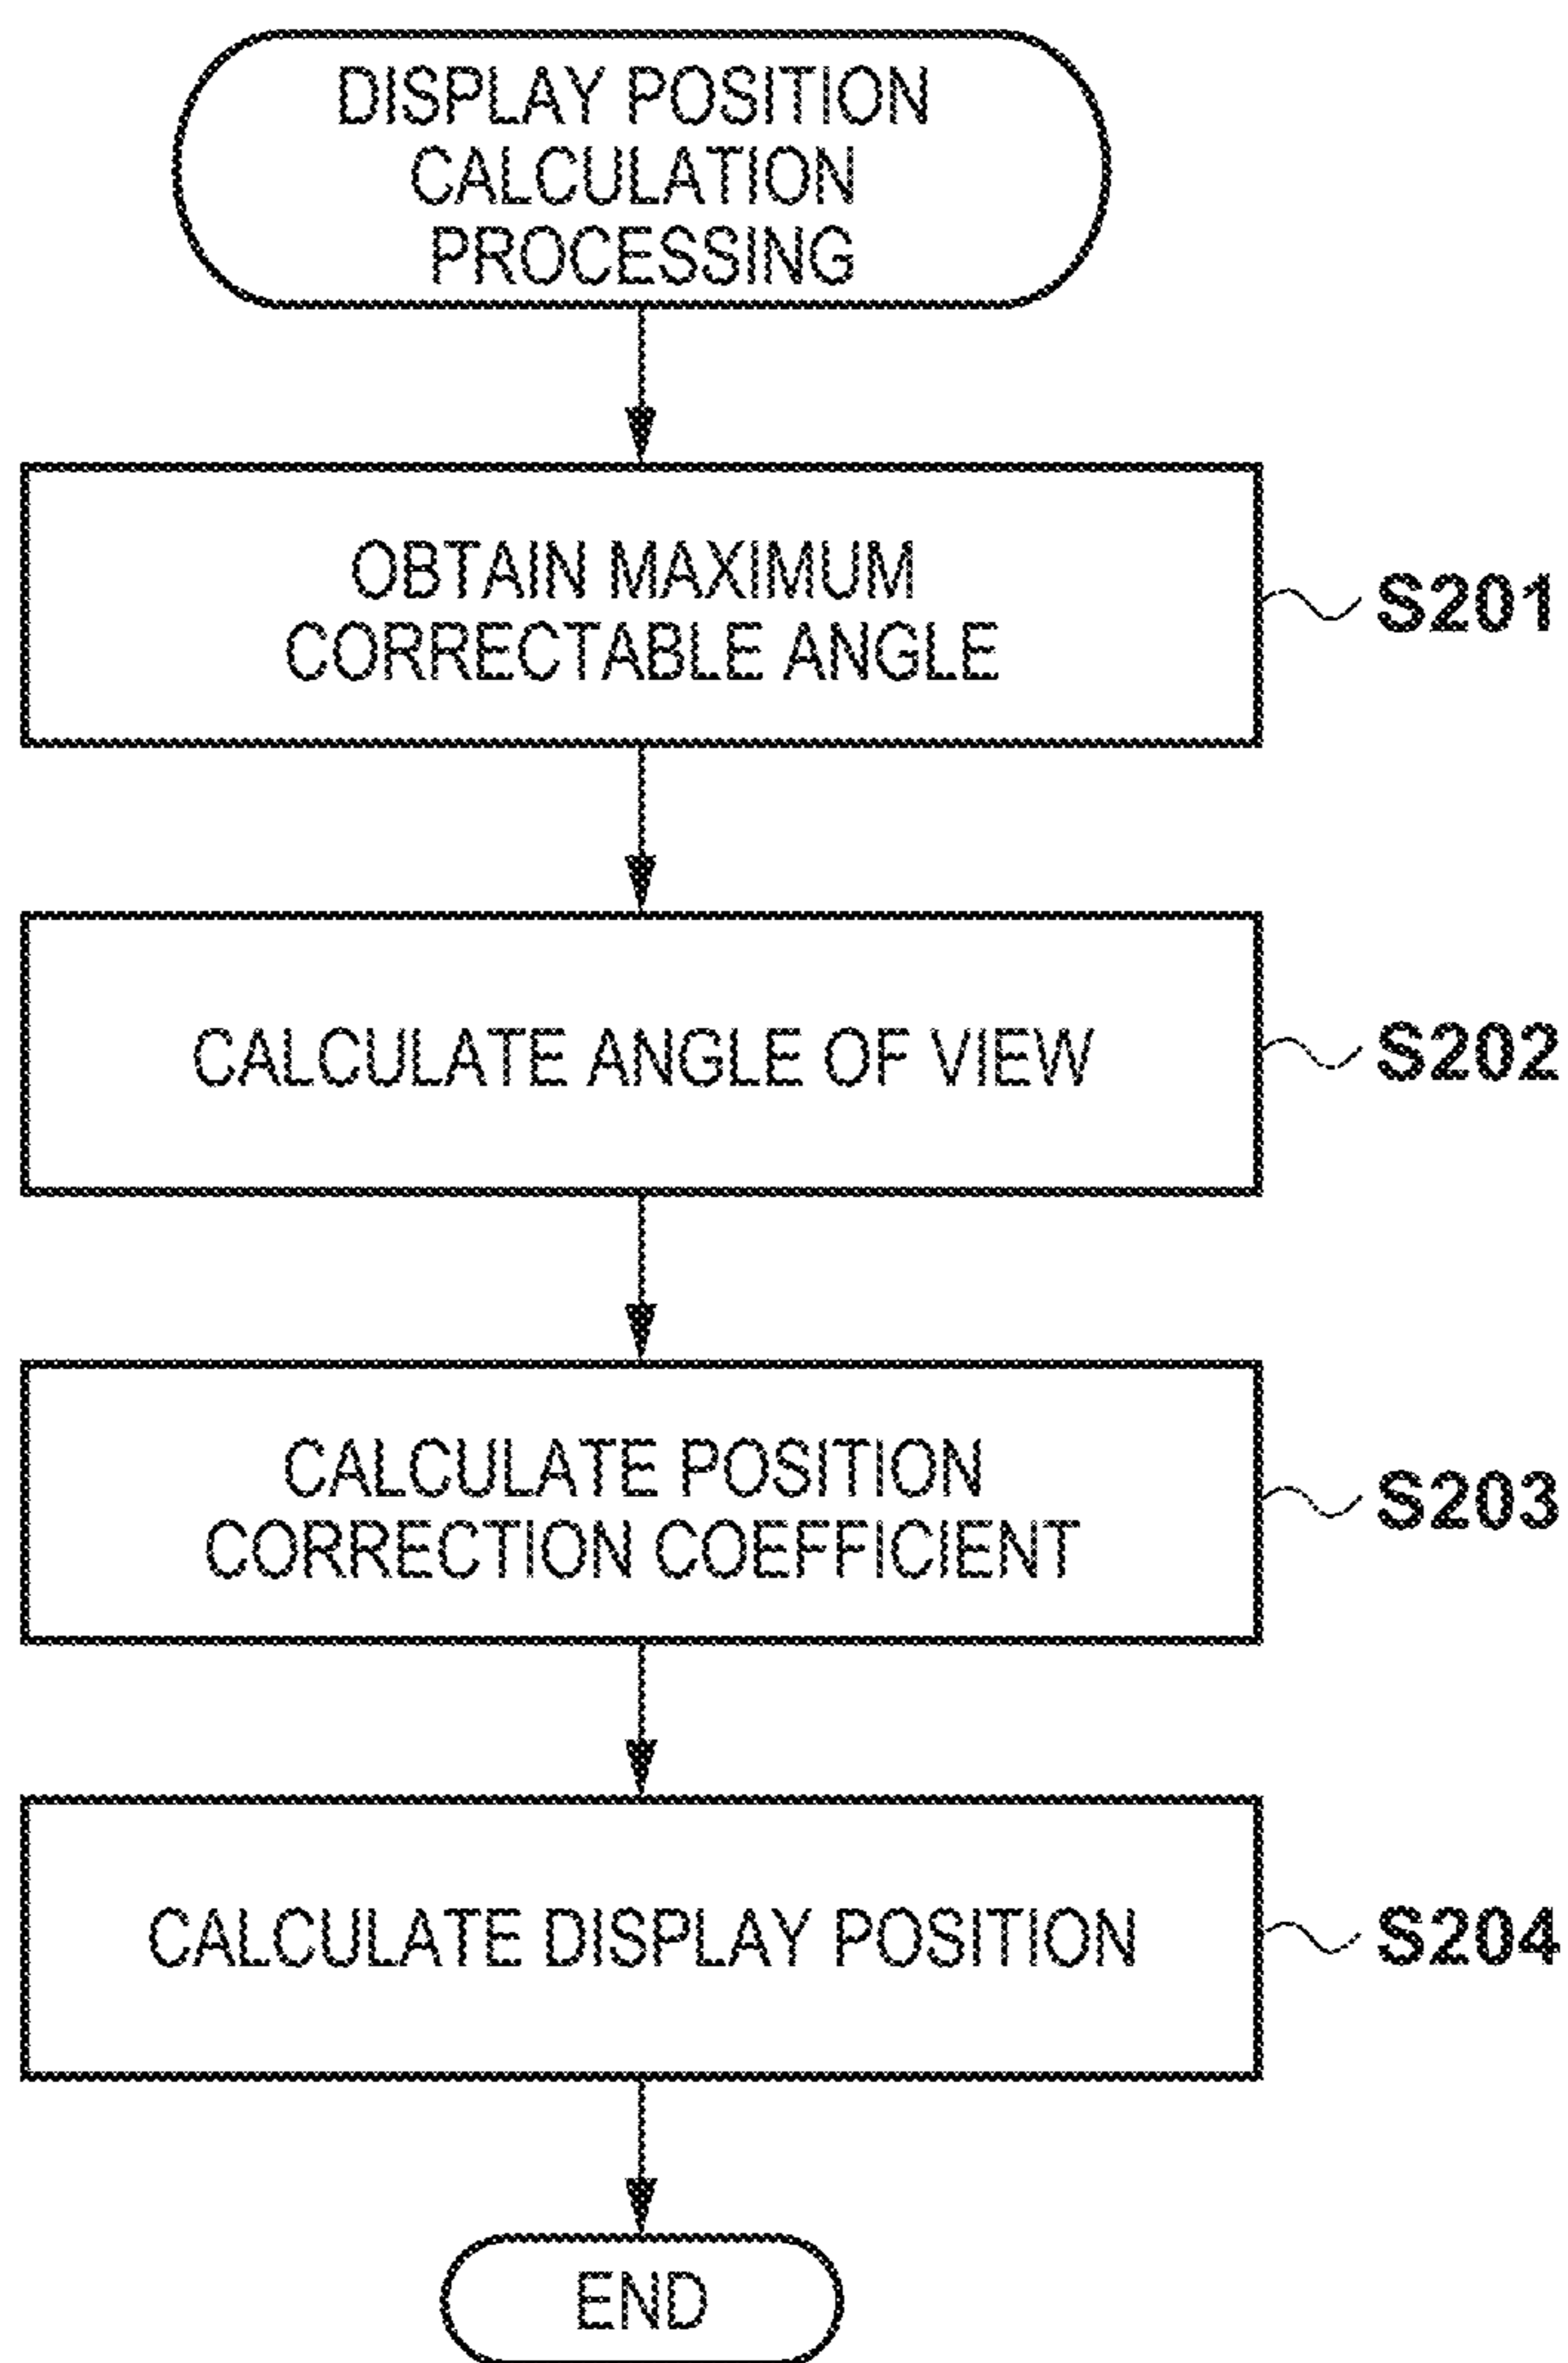 DISPLAY POSITION
CALCULATION
PROCESSING
OBTAIN MAXIMUM
CORRECTABLE ANGLE
S201
CALCULATE ANGLE OF VIEW
S202
CALCULATE POSITION
CORRECTION COEFFICIENT
S203
CALCULATE DISPLAY POSITION
S204
END